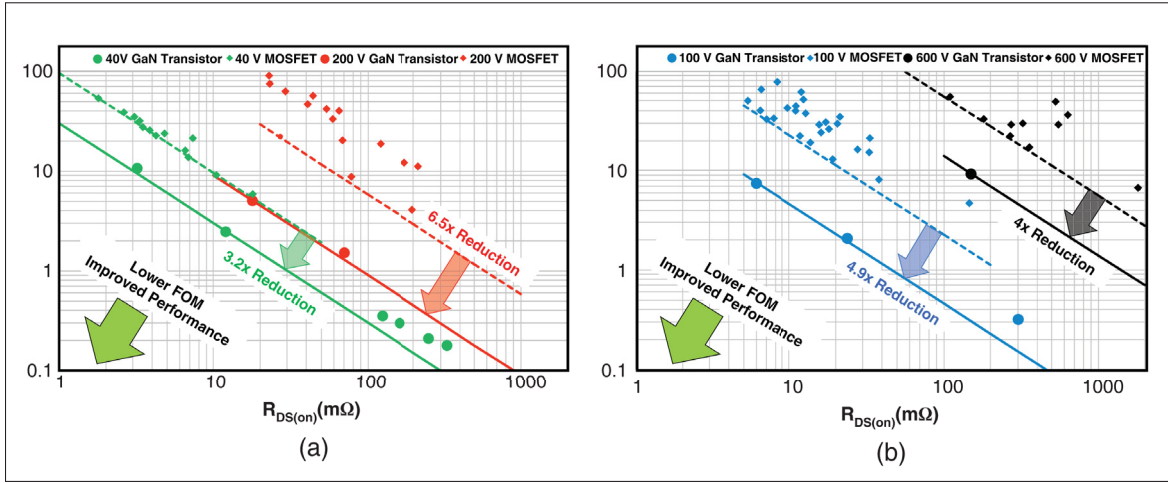 40V GaN Transistor 40 V MOSFET 200 V GaN Transistor 200 V MOSFET
100
10
1
0.1
1 10 100 1000
6.5x Reduction
3.2x Reduction
Lower FOM
Improved Performance
R_DS(on)(mΩ)
(a)
100 V GaN Transistor 100 V MOSFET 600 V GaN Transistor 600 V MOSFET
100
10
1
0.1
1 10 100 1000
4x Reduction
4.9x Reduction
Lower FOM
Improved Performance
R_DS(on)(mΩ)
(b)